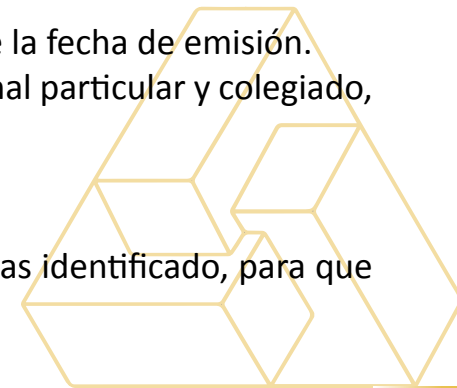 e la fecha de emisión.
nal particular y colegiado,
as identificado, para que